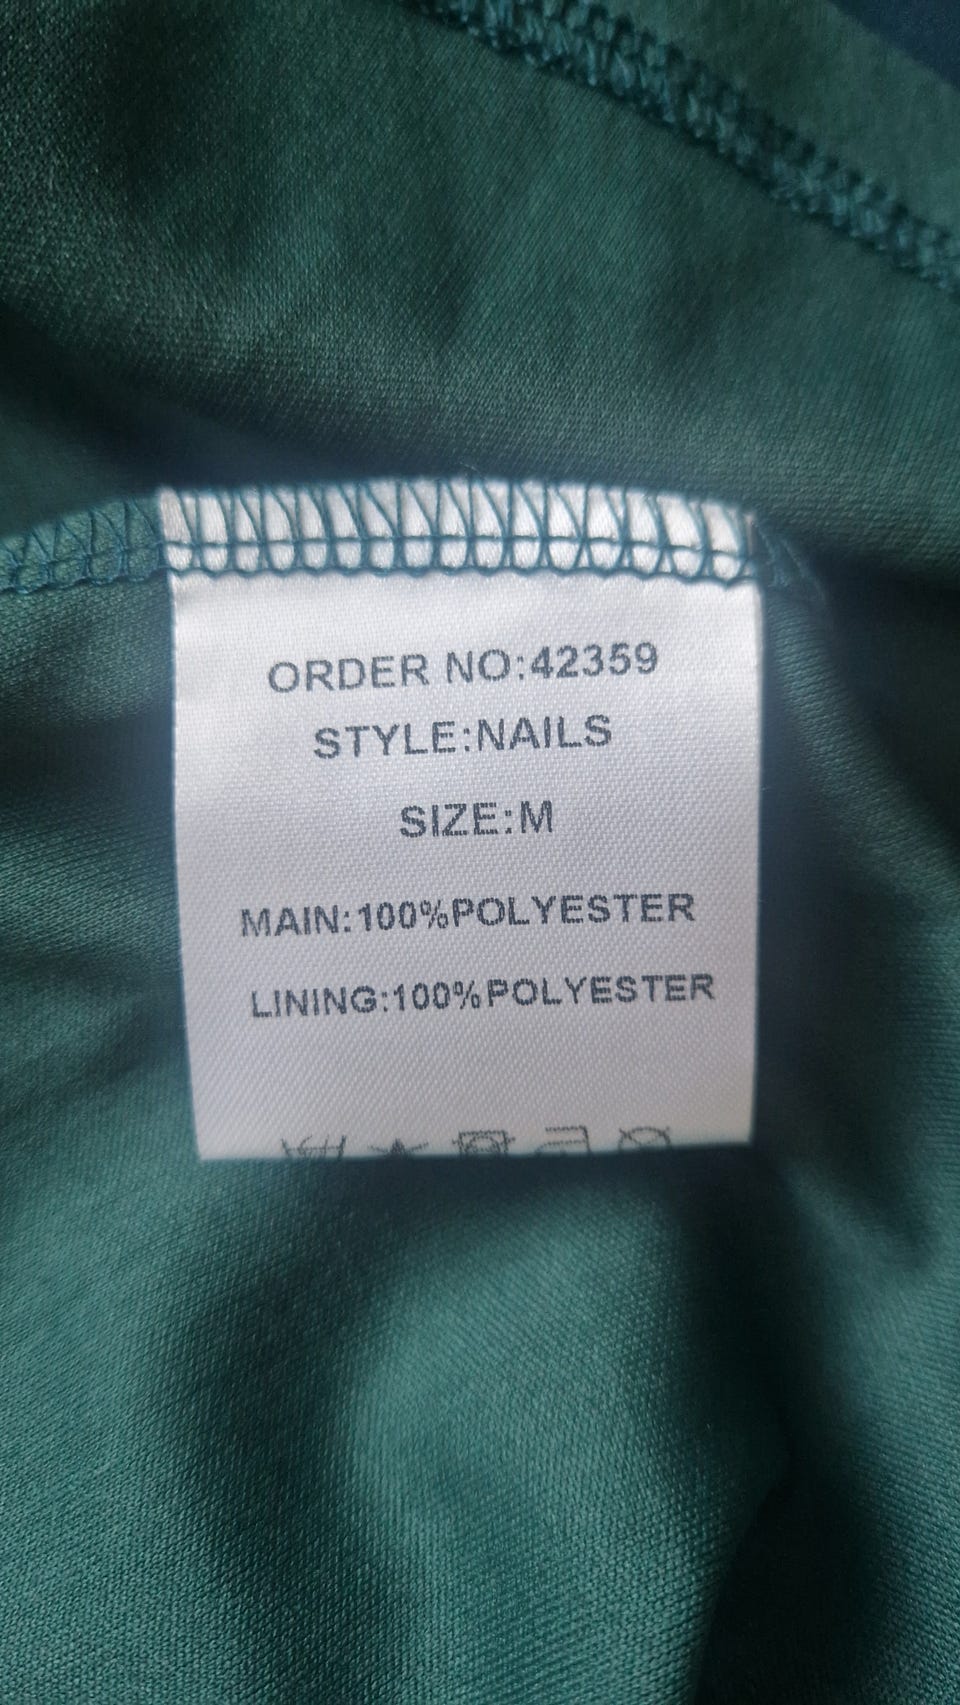 ORDER NO:42359
STYLE:NAILS
SIZE:M
MAIN:100%POLYESTER
LINING:100%POLYESTER